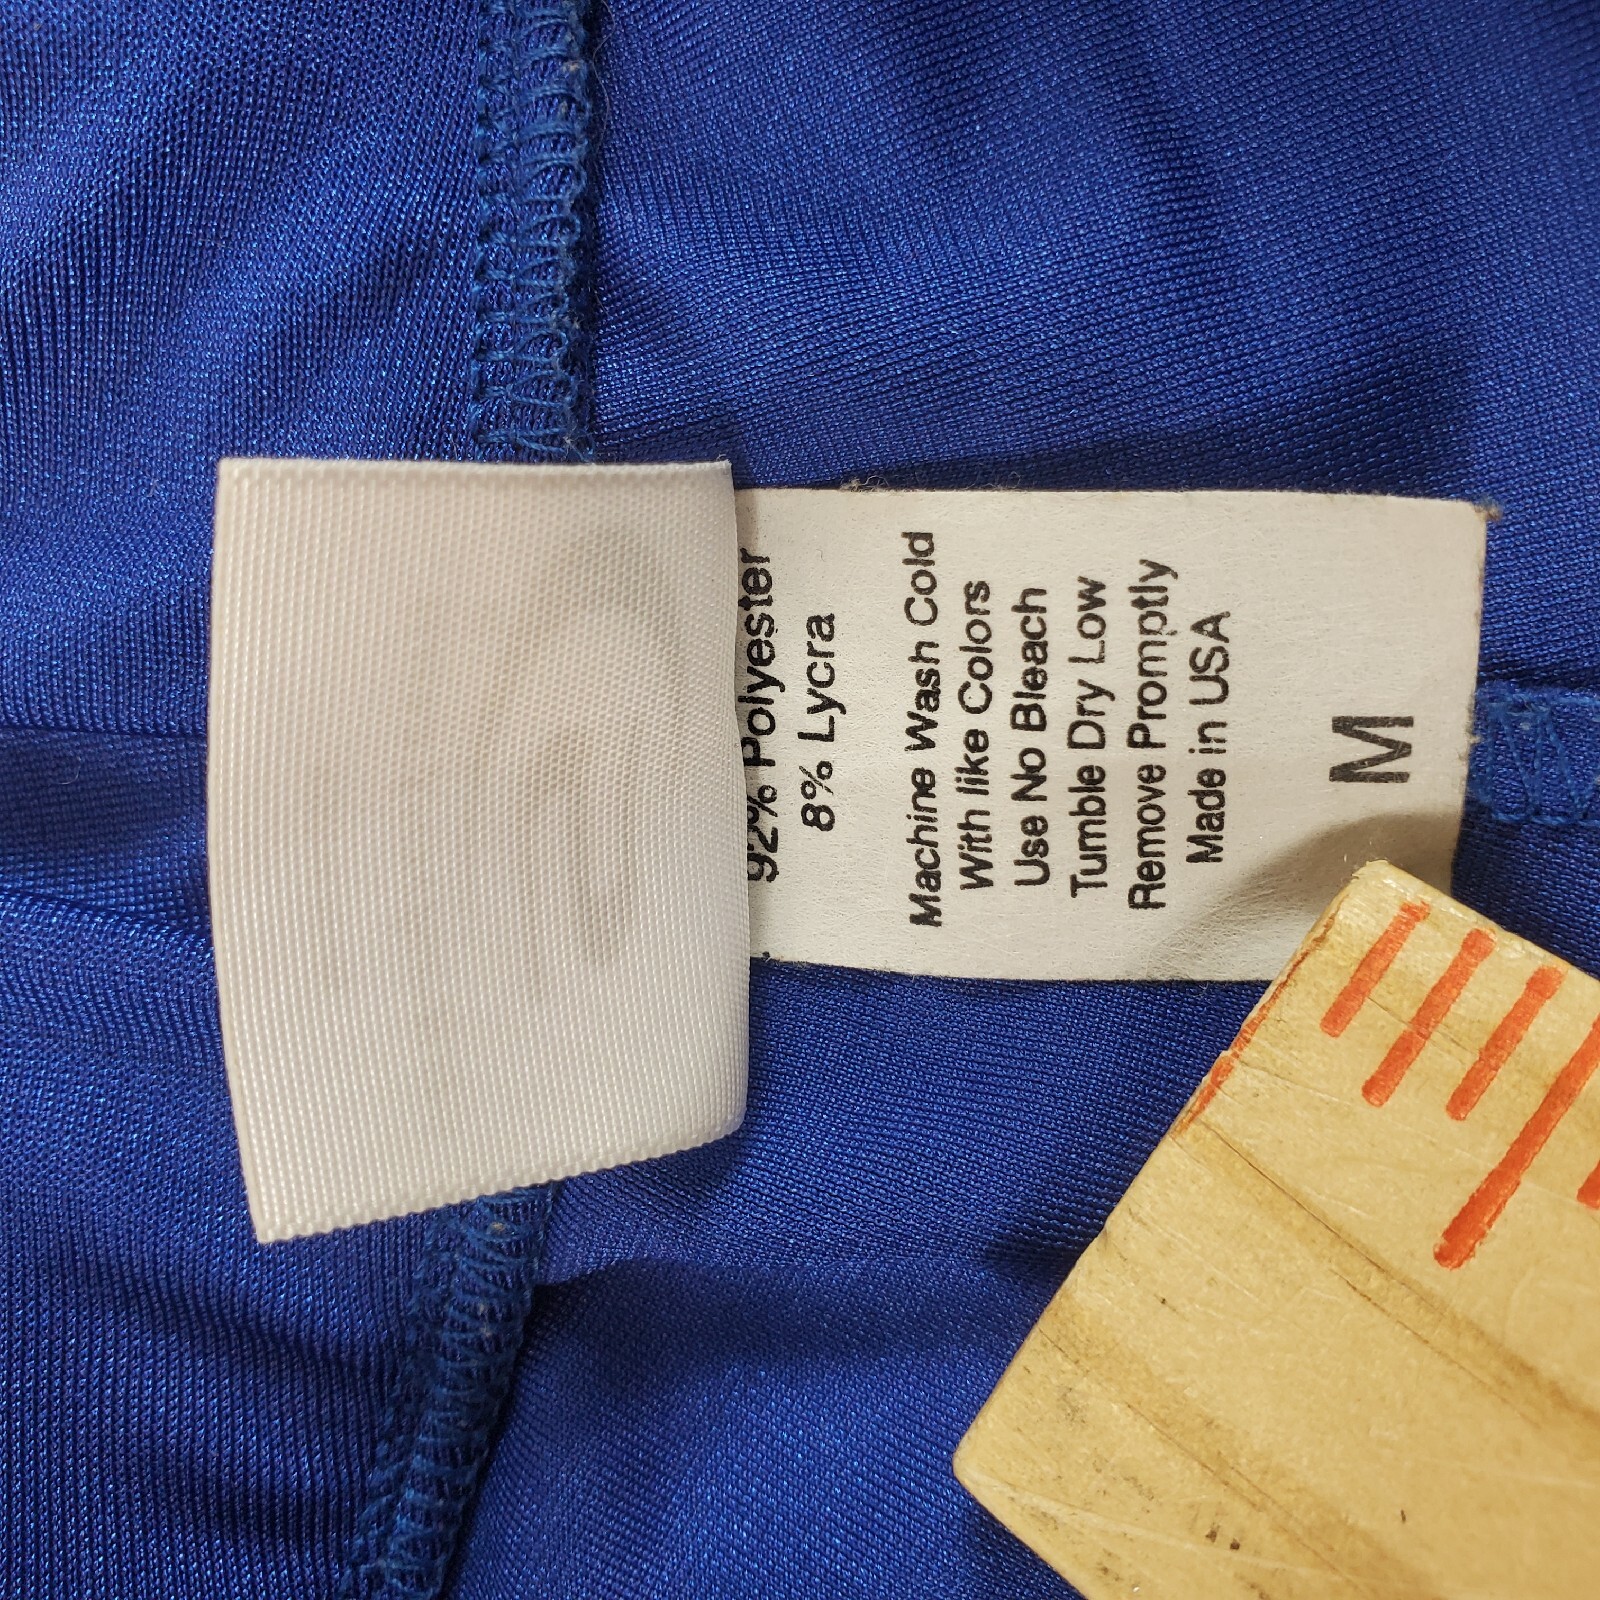 92% Polyester
8% Lycra
Machine Wash Cold
With like Colors
Use No Bleach
Tumble Dry Low
Remove Promptly
Made in USA
M